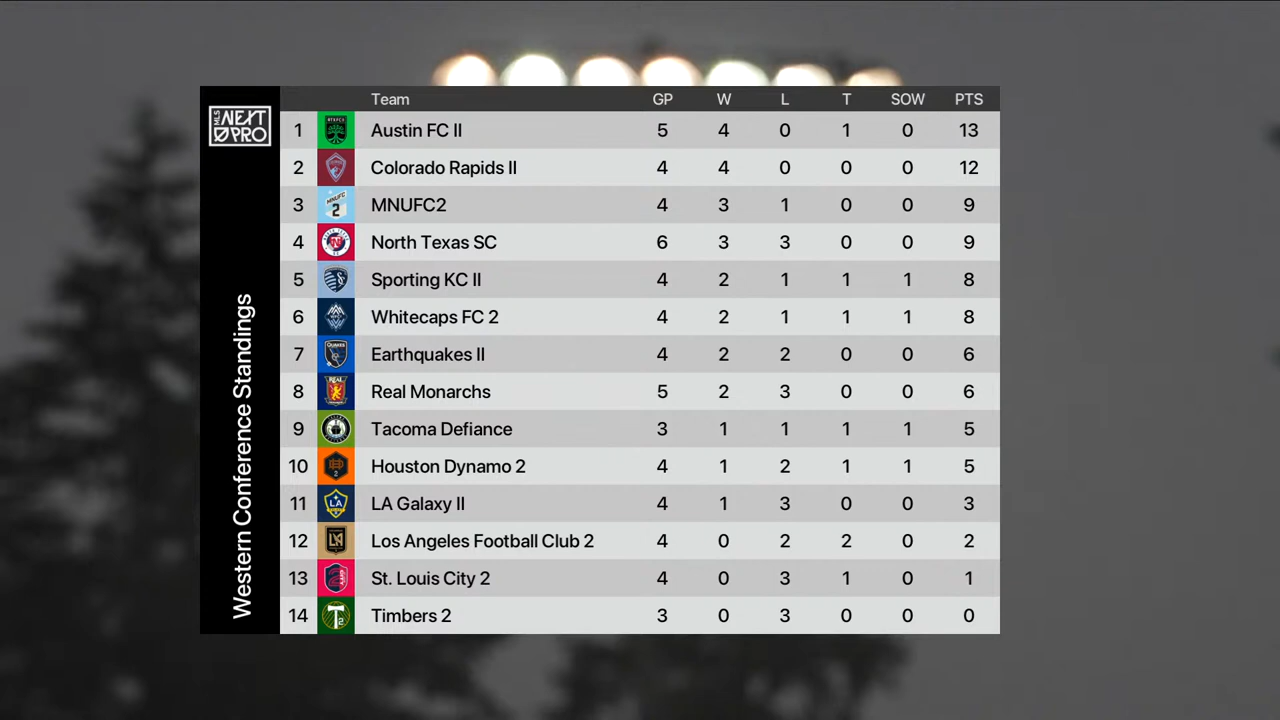 MLS NEXT PRO
Western Conference Standings
Team GP W L T SOW PTS
1 Austin FC II 5 4 0 1 0 13
2 Colorado Rapids II 4 4 0 0 0 12
3 MNUFC2 4 3 1 0 0 9
4 North Texas SC 6 3 3 0 0 9
5 Sporting KC II 4 2 1 1 1 8
6 Whitecaps FC 2 4 2 1 1 1 8
7 Earthquakes II 4 2 2 0 0 6
8 Real Monarchs 5 2 3 0 0 6
9 Tacoma Defiance 3 1 1 1 1 5
10 Houston Dynamo 2 4 1 2 1 1 5
11 LA Galaxy II 4 1 3 0 0 3
12 Los Angeles Football Club 2 4 0 2 2 0 2
13 St. Louis City 2 4 0 3 1 0 1
14 Timbers 2 3 0 3 0 0 0